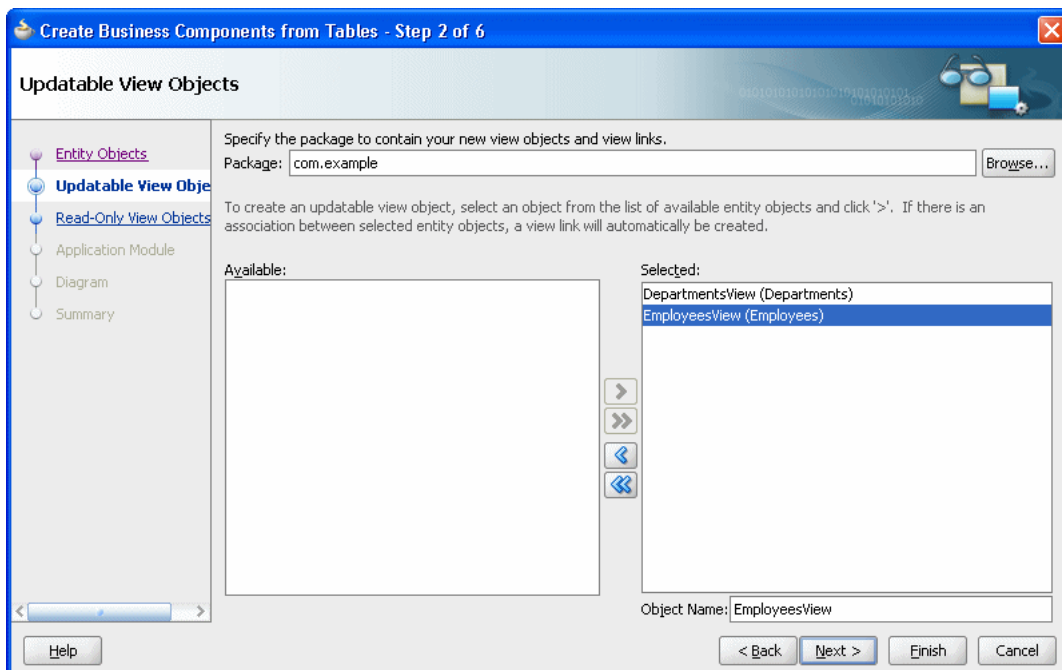 Create Business Components from Tables - Step 2 of 6
Updatable View Objects
010101010101010101010101
0101010101010
Entity Objects
Updatable View Obje
Read-Only View Objects
Application Module
Diagram
Summary
Specify the package to contain your new view objects and view links.
Package: com.example Browse...
To create an updatable view object, select an object from the list of available entity objects and click '>'. If there is an
association between selected entity objects, a view link will automatically be created.
Available:
Selected:
DepartmentsView (Departments)
EmployeesView (Employees)
Object Name: EmployeesView
Help < Back Next > Finish Cancel